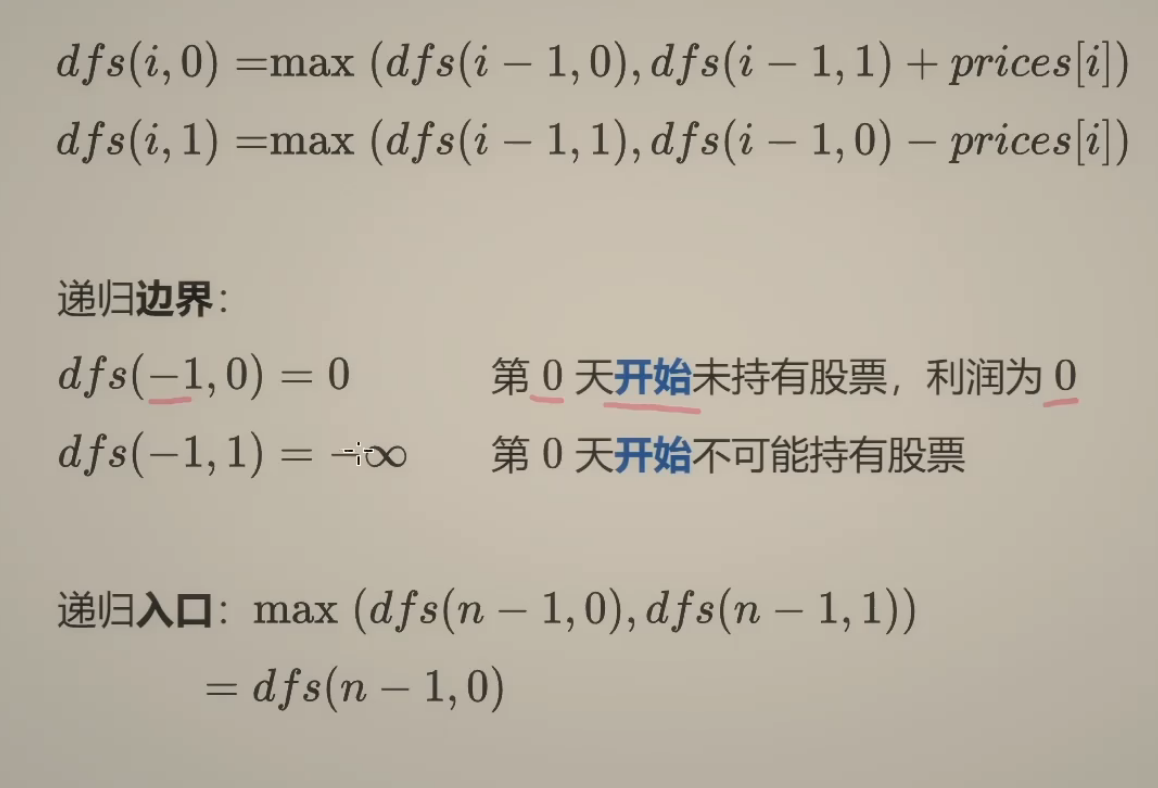 dfs(i, 0) =max (dfs(i − 1, 0), dfs(i − 1, 1) + prices[i])
dfs(i, 1) =max (dfs(i − 1, 1), dfs(i − 1, 0) − prices[i])
递归边界：
dfs(−1, 0) = 0 第 0 天开始未持有股票，利润为 0
dfs(−1, 1) = −∞ 第 0 天开始不可能持有股票
递归入口：max (dfs(n − 1, 0), dfs(n − 1, 1))
= dfs(n − 1, 0)